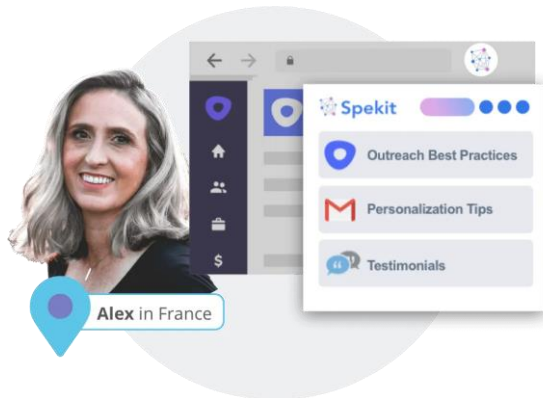 Spekit
Outreach Best Practices
Personalization Tips
Testimonials
$
Alex in France